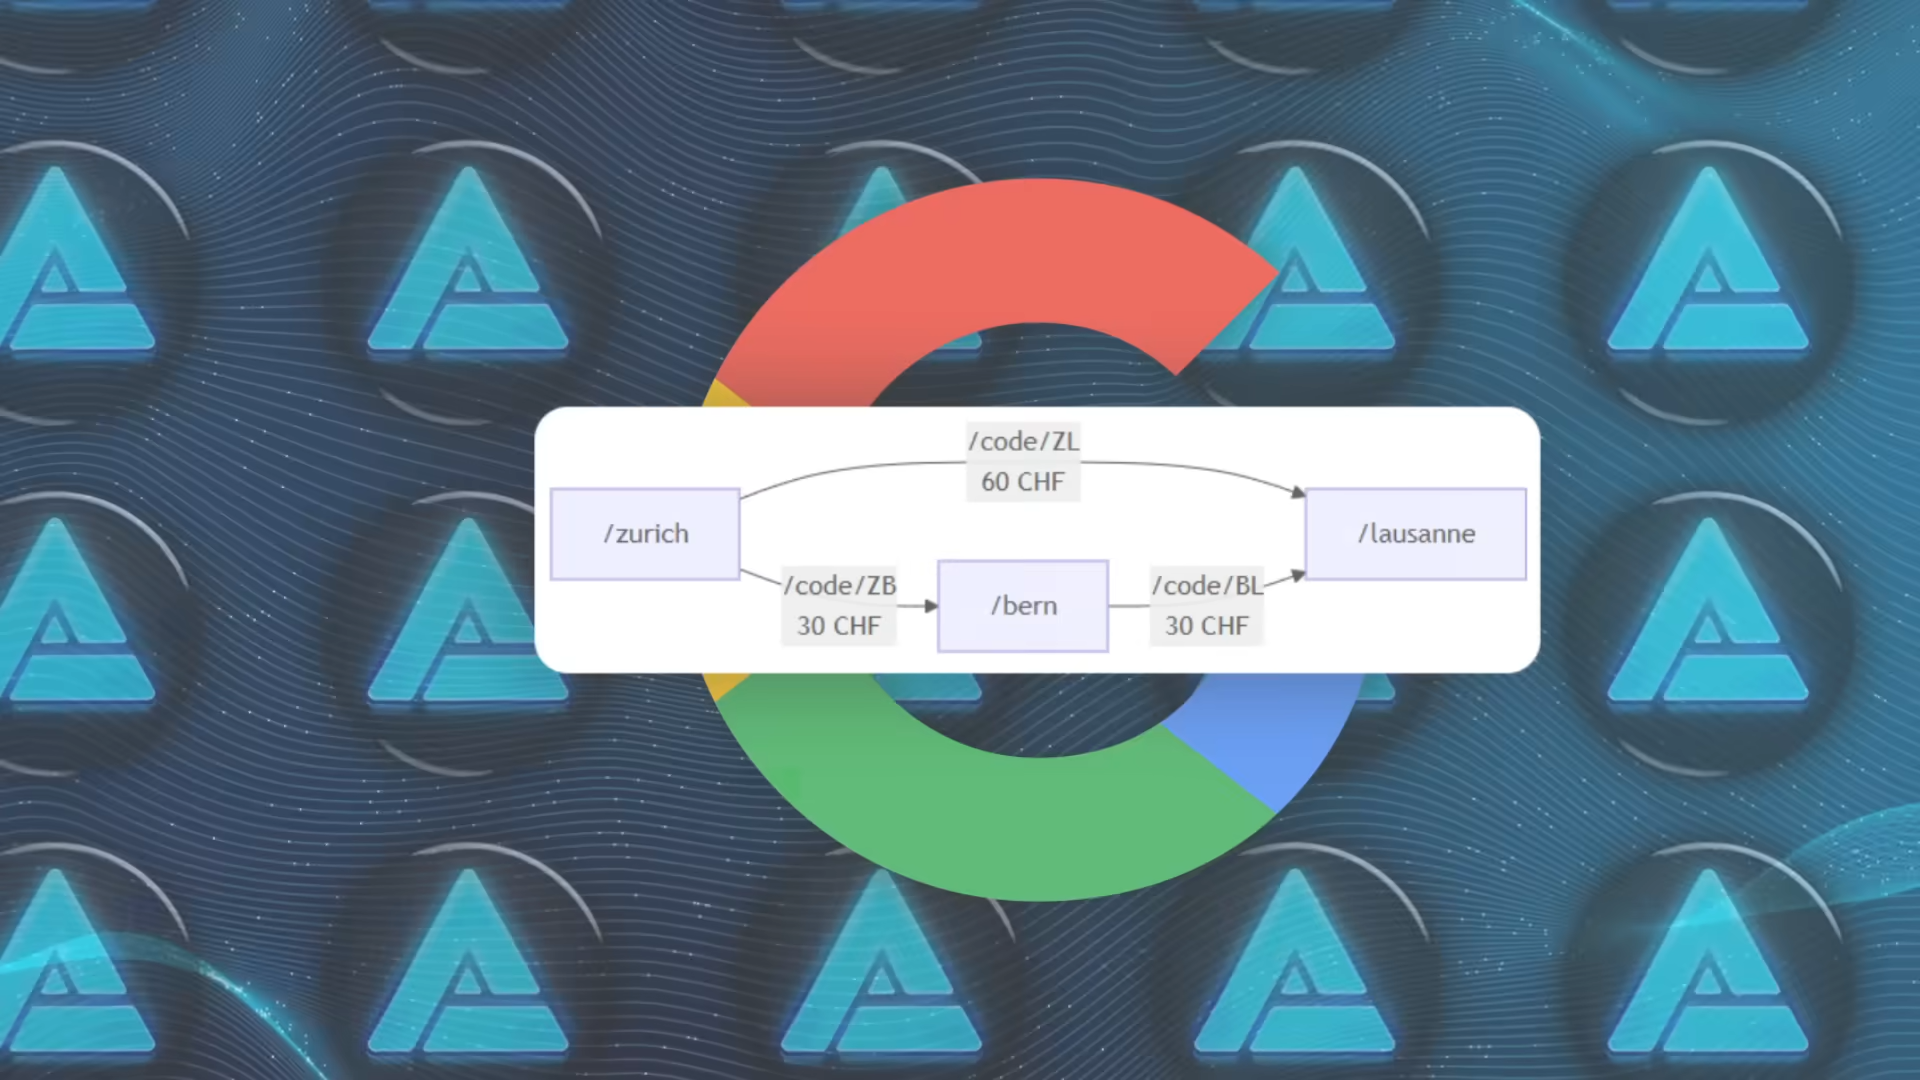 /code/ZL
60 CHF
/zurich
/lausanne
/code/ZB
30 CHF
/bern
/code/BL
30 CHF